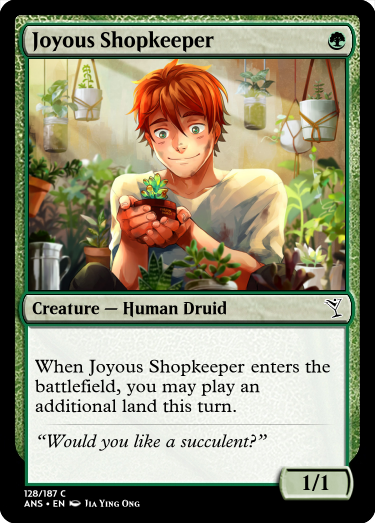 Joyous Shopkeeper
Creature — Human Druid
When Joyous Shopkeeper enters the
battlefield, you may play an
additional land this turn.
“Would you like a succulent?”
1/1
128/187 C
ANS • EN Jia Ying Ong